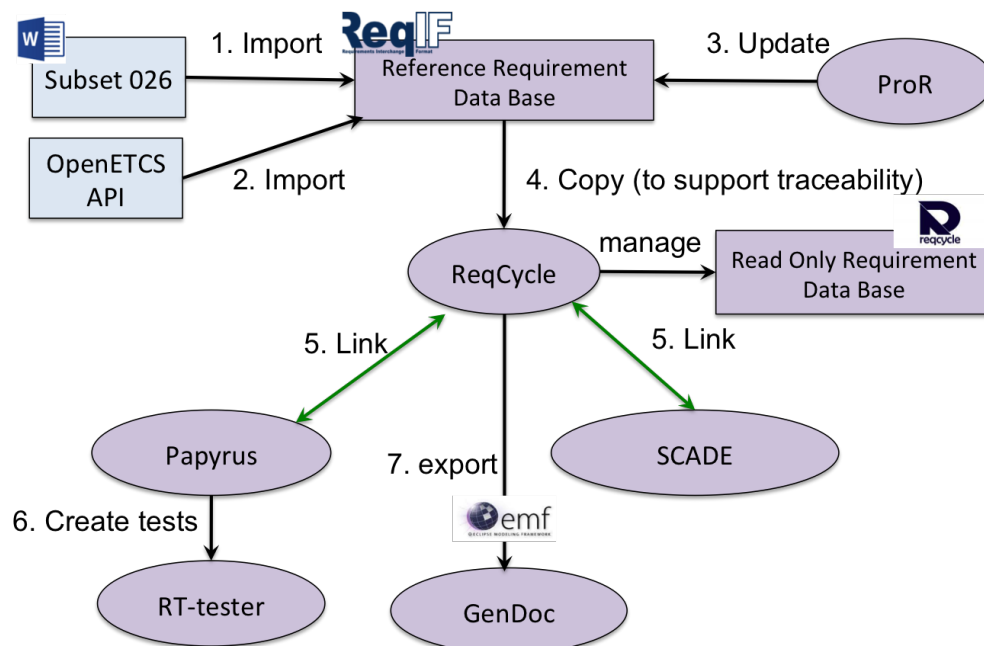 W
ReqIF
Requirements Interchange Format
1. Import
3. Update
Subset 026
Reference Requirement
Data Base
ProR
OpenETCS
API
2. Import
4. Copy (to support traceability)
reqcycle
manage
ReqCycle
Read Only Requirement
Data Base
5. Link
5. Link
Papyrus
7. export
SCADE
6. Create tests
emf
ECLIPSE MODELING FRAMEWORK
RT-tester
GenDoc